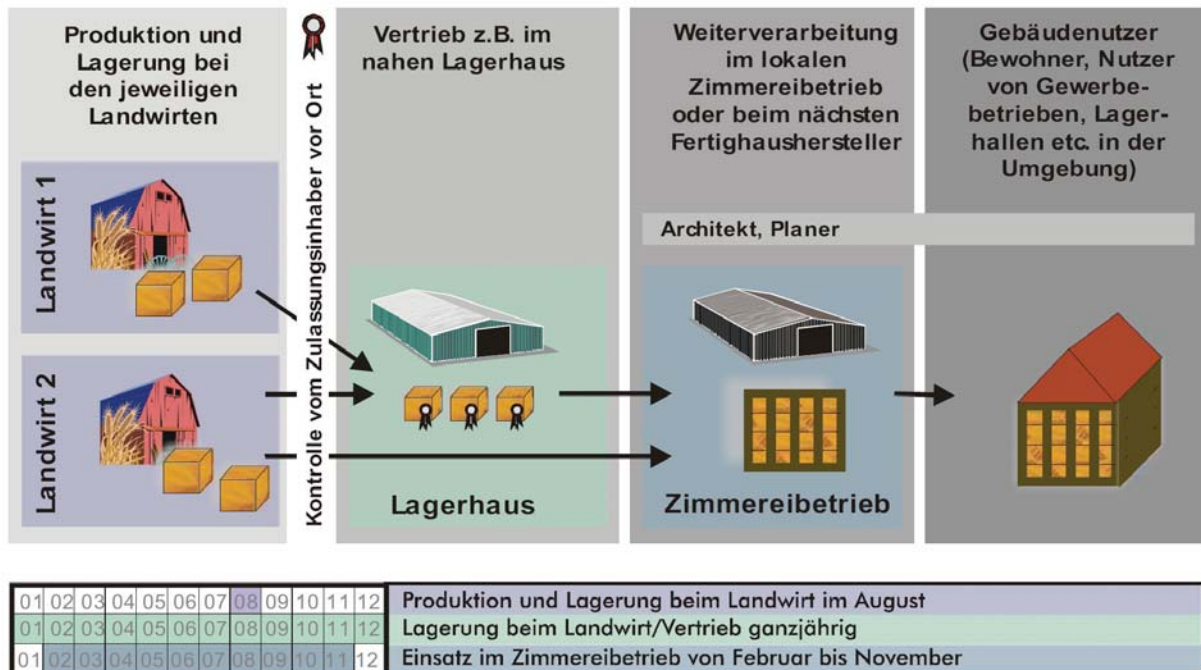 Produktion und
Lagerung bei
den jeweiligen
Landwirten
Landwirt 1
Landwirt 2
Kontrolle vom Zulassungsinhaber vor Ort
Vertrieb z.B. im
nahen Lagerhaus
Lagerhaus
Weiterverarbeitung
im lokalen
Zimmereibetrieb
oder beim nächsten
Fertighaushersteller
Gebäudenutzer
(Bewohner, Nutzer
von Gewerbe-
betrieben, Lager-
hallen etc. in der
Umgebung)
Architekt, Planer
Zimmereibetrieb
01 02 03 04 05 06 07 08 09 10 11 12 Produktion und Lagerung beim Landwirt im August
01 02 03 04 05 06 07 08 09 10 11 12 Lagerung beim Landwirt/Vertrieb ganzjährig
01 02 03 04 05 06 07 08 09 10 11 12 Einsatz im Zimmereibetrieb von Februar bis November